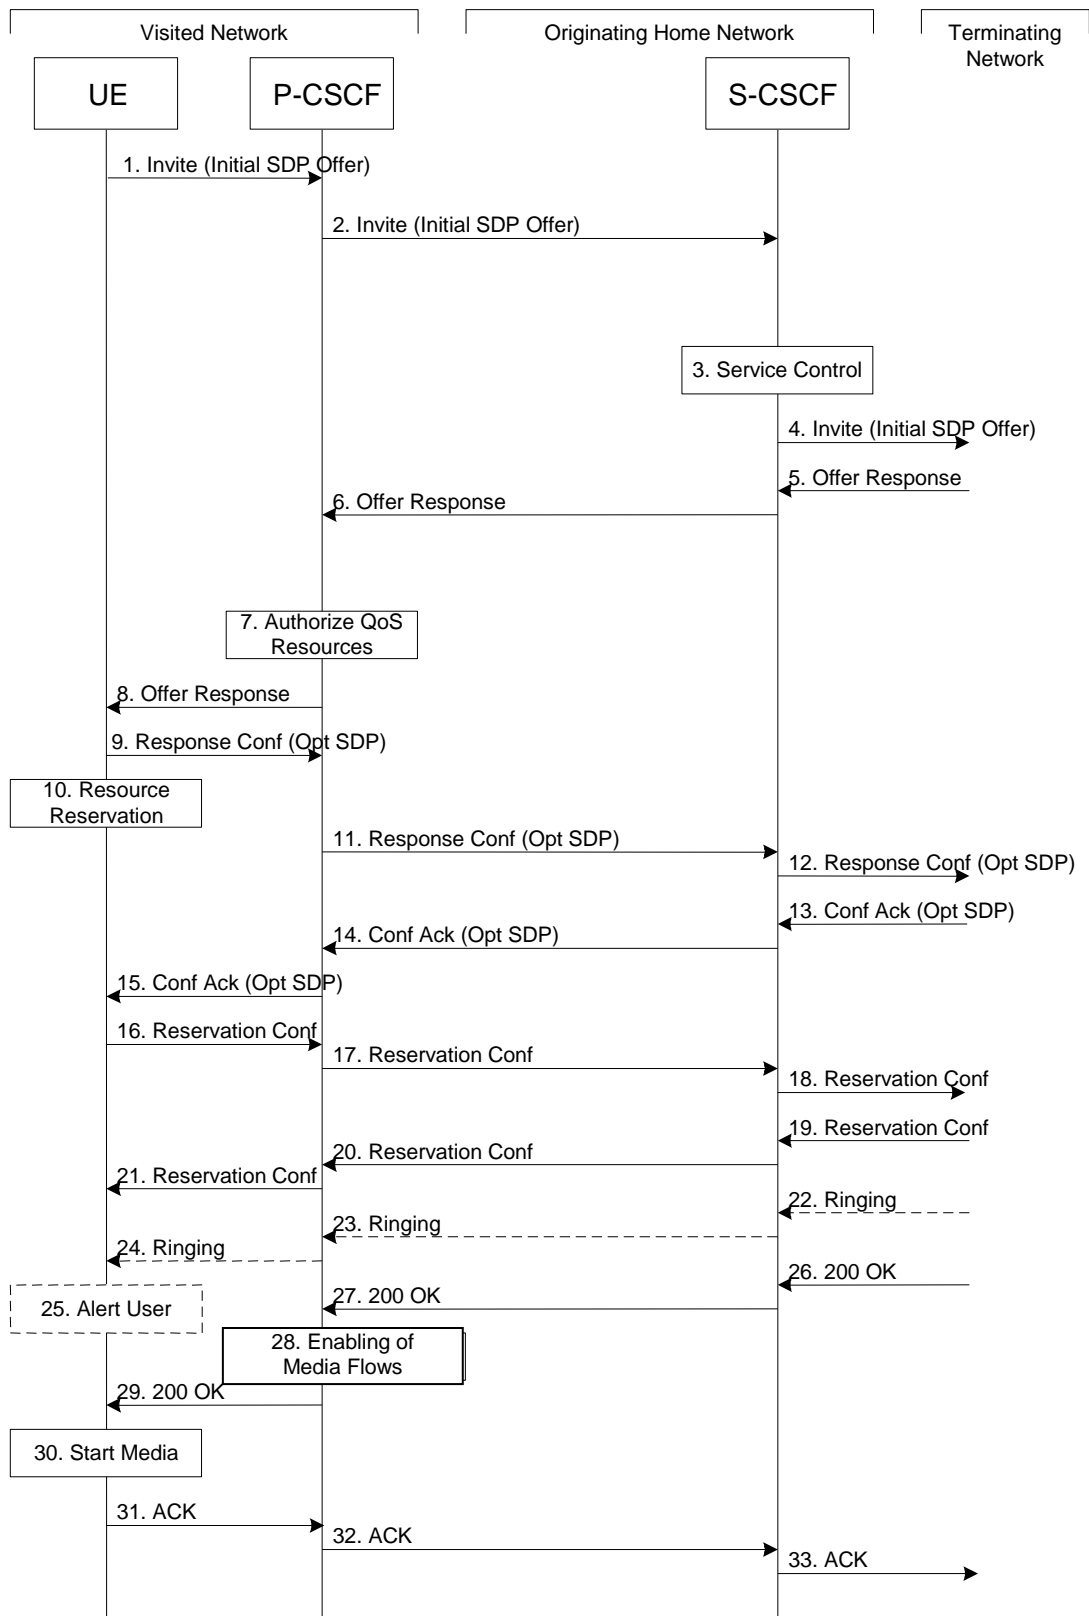 Visited Network
Originating Home Network
Terminating
Network
UE
P-CSCF
S-CSCF
1. Invite (Initial SDP Offer)
2. Invite (Initial SDP Offer)
3. Service Control
4. Invite (Initial SDP Offer)
5. Offer Response
6. Offer Response
7. Authorize QoS
Resources
8. Offer Response
9. Response Conf (Opt SDP)
10. Resource
Reservation
11. Response Conf (Opt SDP)
12. Response Conf (Opt SDP)
13. Conf Ack (Opt SDP)
14. Conf Ack (Opt SDP)
15. Conf Ack (Opt SDP)
16. Reservation Conf
17. Reservation Conf
18. Reservation Conf
19. Reservation Conf
20. Reservation Conf
21. Reservation Conf
22. Ringing
23. Ringing
24. Ringing
25. Alert User
26. 200 OK
27. 200 OK
28. Enabling of
Media Flows
29. 200 OK
30. Start Media
31. ACK
32. ACK
33. ACK